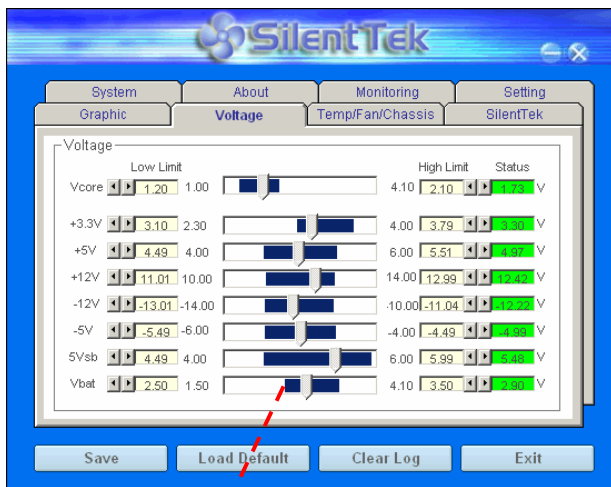 SilentTek
System About Monitoring Setting
Graphic Voltage Temp/Fan/Chassis SilentTek
Voltage
Low Limit High Limit Status
Vcore 1.20 1.00 4.10 2.10 1.73 V
+3.3V 3.10 2.30 4.00 3.79 3.30 V
+5V 4.49 4.00 6.00 5.51 4.97 V
+12V 11.01 10.00 14.00 12.99 12.42 V
-12V -13.01 -14.00 -10.00 -11.04 -12.22 V
-5V -5.49 -6.00 -4.00 -4.49 -4.99 V
5Vsb 4.49 4.00 6.00 5.99 5.48 V
Vbat 2.50 1.50 4.10 3.50 2.90 V
Save Load Default Clear Log Exit